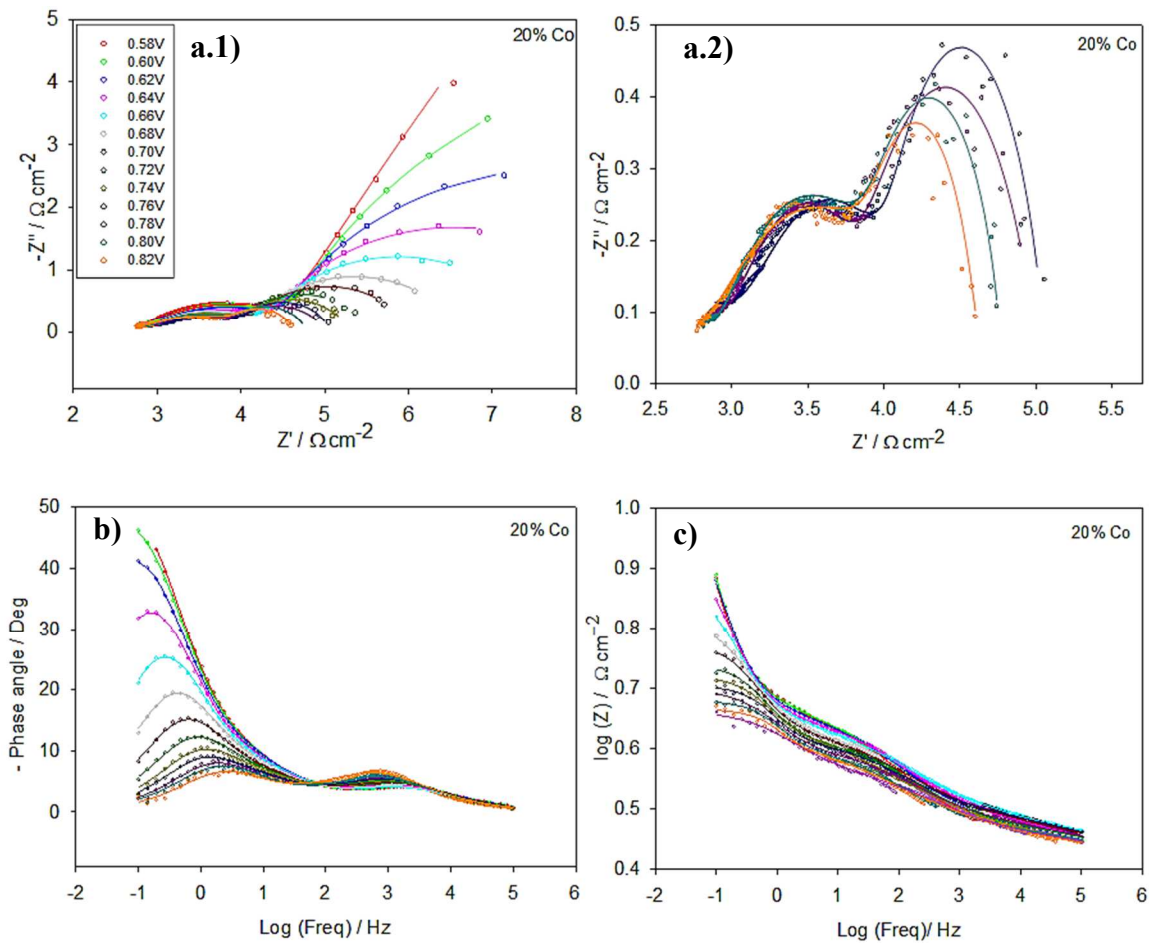 a.1)
20% Co
0.58V
0.60V
0.62V
0.64V
0.66V
0.68V
0.70V
0.72V
0.74V
0.76V
0.78V
0.80V
0.82V
5
4
3
2
1
0
-Z" / Ω cm-2
2 3 4 5 6 7 8
Z' / Ω cm-2
a.2)
20% Co
0.5
0.4
0.3
0.2
0.1
0.0
-Z" / Ω cm-2
2.5 3.0 3.5 4.0 4.5 5.0 5.5
Z' / Ω cm-2
b)
20% Co
50
40
30
20
10
0
- Phase angle / Deg
-2 -1 0 1 2 3 4 5 6
Log (Freq) / Hz
c)
20% Co
1.0
0.9
0.8
0.7
0.6
0.5
0.4
log (Z) / Ω cm-2
-2 -1 0 1 2 3 4 5 6
Log (Freq)/ Hz